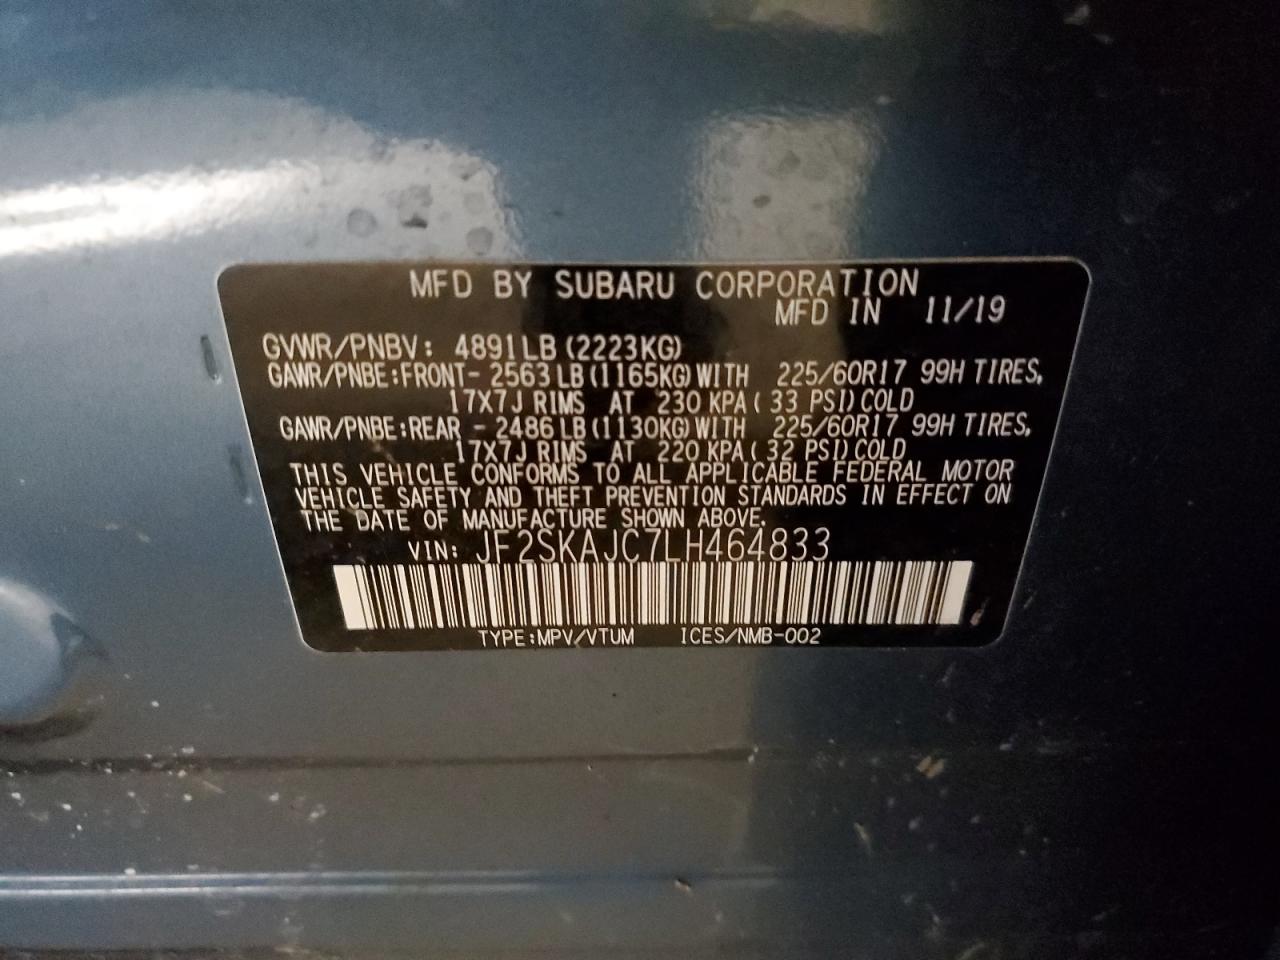 MFD BY SUBARU CORPORATION
MFD IN 11/19
GVWR/PNBV: 4891LB (2223KG)
GAWR/PNBE:FRONT- 2563 LB (1165KG) WITH 225/60R17 99H TIRES,
17X7J RIMS AT 230 KPA ( 33 PSI) COLD
GAWR/PNBE:REAR - 2486 LB (1130KG) WITH 225/60R17 99H TIRES,
17X7J RIMS AT 220 KPA ( 32 PSI) COLD
THIS VEHICLE CONFORMS TO ALL APPLICABLE FEDERAL MOTOR
VEHICLE SAFETY AND THEFT PREVENTION STANDARDS IN EFFECT ON
THE DATE OF MANUFACTURE SHOWN ABOVE.
VIN: JF2SKAJC7LH464833
TYPE:MPV/VTUM ICES/NMB-002